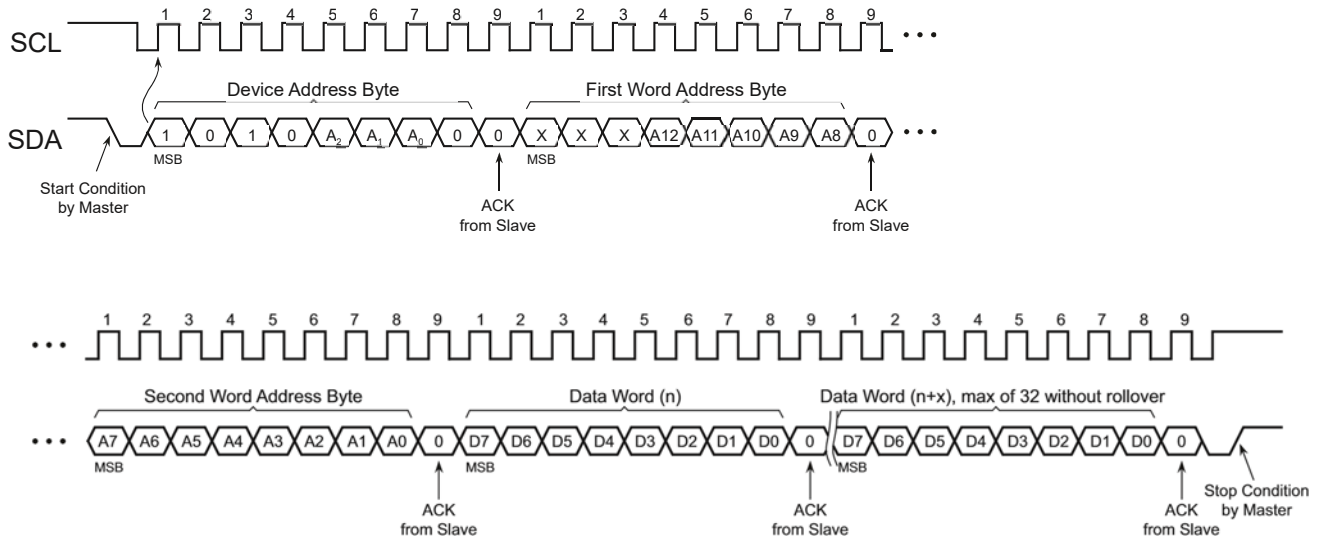 1 2 3 4 5 6 7 8 9 1 2 3 4 5 6 7 8 9
SCL • • •
Device Address Byte First Word Address Byte
SDA 1 0 1 0 A2 A1 A0 0 0 X X X A12 A11 A10 A9 A8 0 • • •
MSB MSB
Start Condition
by Master
ACK
from Slave
ACK
from Slave
1 2 3 4 5 6 7 8 9 1 2 3 4 5 6 7 8 9 1 2 3 4 5 6 7 8 9
• • •
Second Word Address Byte Data Word (n) Data Word (n+x), max of 32 without rollover
• • • A7 A6 A5 A4 A3 A2 A1 A0 0 D7 D6 D5 D4 D3 D2 D1 D0 0 D7 D6 D5 D4 D3 D2 D1 D0 0
MSB MSB MSB
ACK
from Slave
ACK
from Slave
ACK
from Slave
Stop Condition
by Master